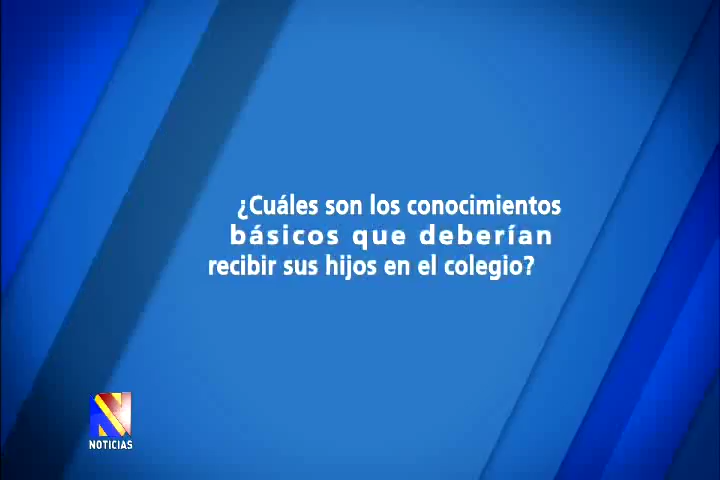 ¿Cuáles son los conocimientos
básicos que deberían
recibir sus hijos en el colegio?
N
NOTICIAS